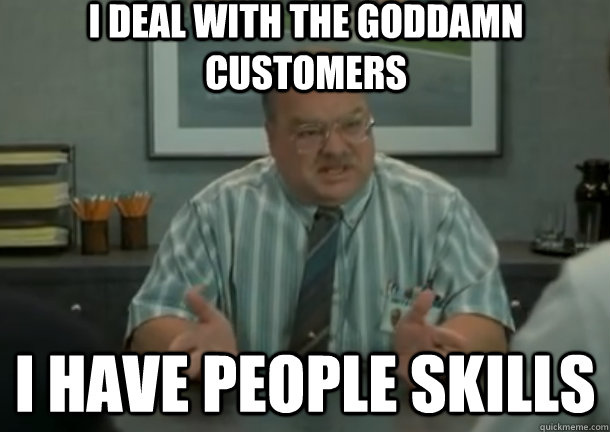 I DEAL WITH THE GODDAMN
CUSTOMERS
I HAVE PEOPLE SKILLS
quickmeme.com